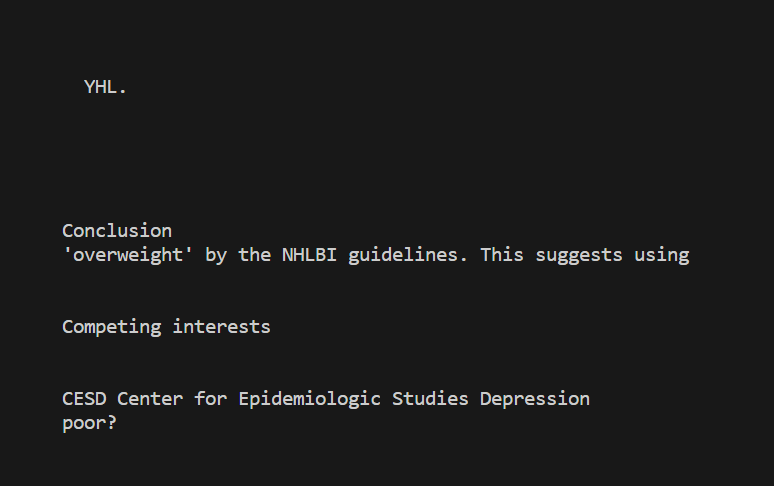 YHL.
Conclusion
'overweight' by the NHLBI guidelines. This suggests using
Competing interests
CESD Center for Epidemiologic Studies Depression
poor?